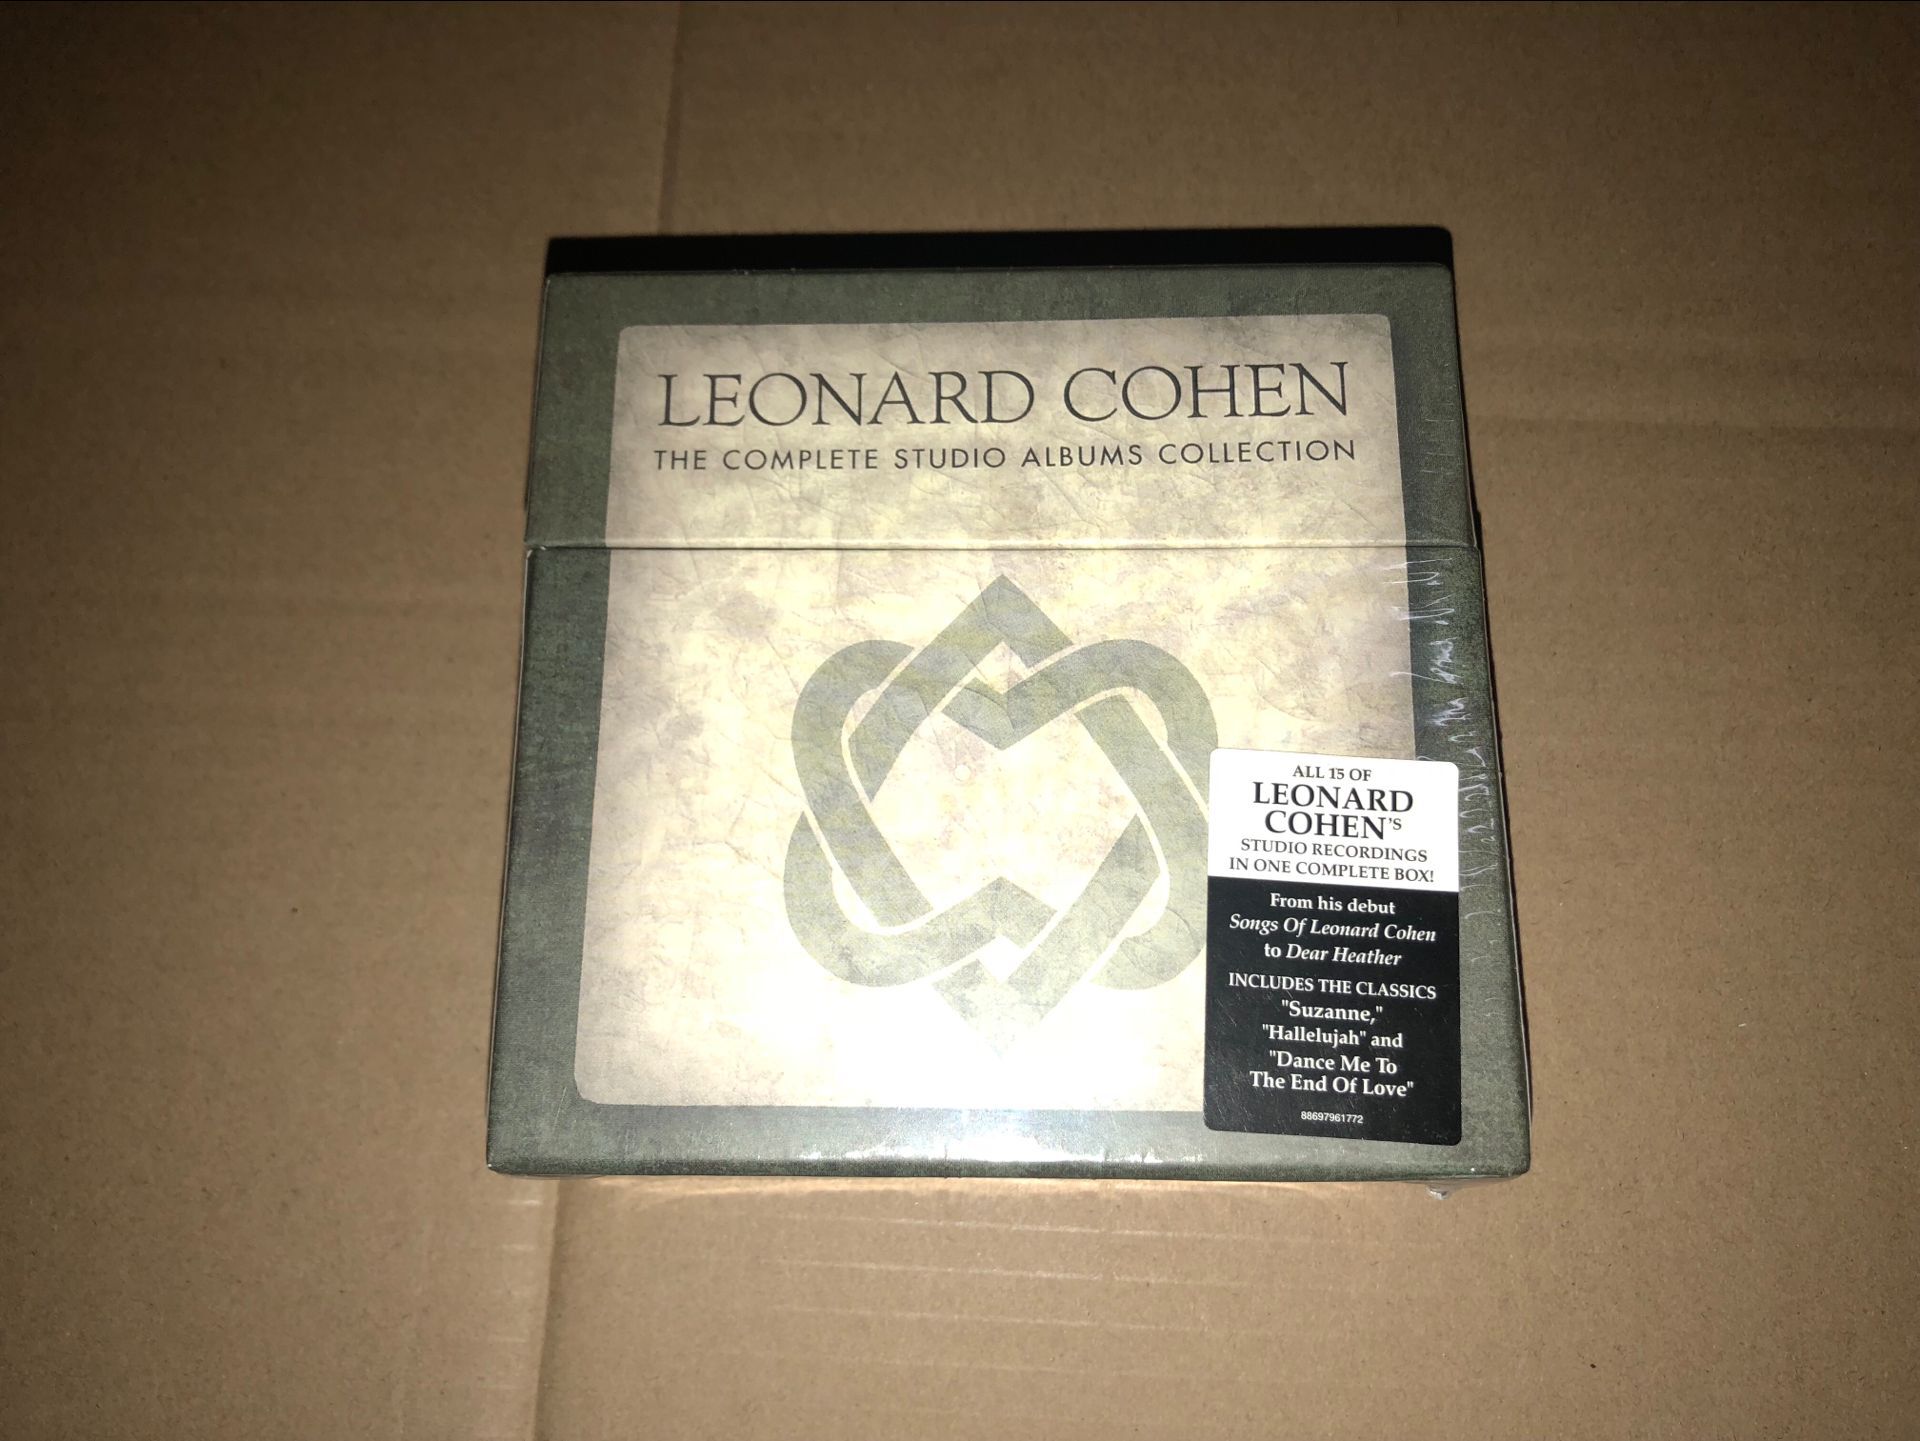 LEONARD COHEN
THE COMPLETE STUDIO ALBUMS COLLECTION
ALL 15 OF
LEONARD
COHEN'S
STUDIO RECORDINGS
IN ONE COMPLETE BOX!
From his debut
Songs Of Leonard Cohen
to Dear Heather
INCLUDES THE CLASSICS
"Suzanne,"
"Hallelujah" and
"Dance Me To
The End Of Love"
88697961772